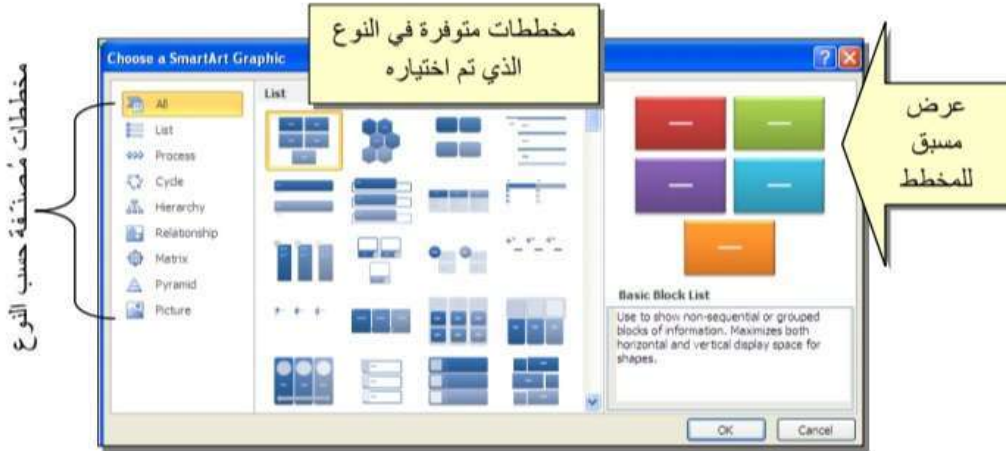 مخططات متوفرة في النوع
الذي تم اختياره
Choose a SmartArt Graphic
عرض
مسبق
للمخطط
مخططات مُصنّفة حسب النوع
All
List
Process
Cycle
Hierarchy
Relationship
Matrix
Pyramid
Picture
List
Basic Block List
Use to show non-sequential or grouped
blocks of information. Maximizes both
horizontal and vertical display space for
shapes.
OK
Cancel